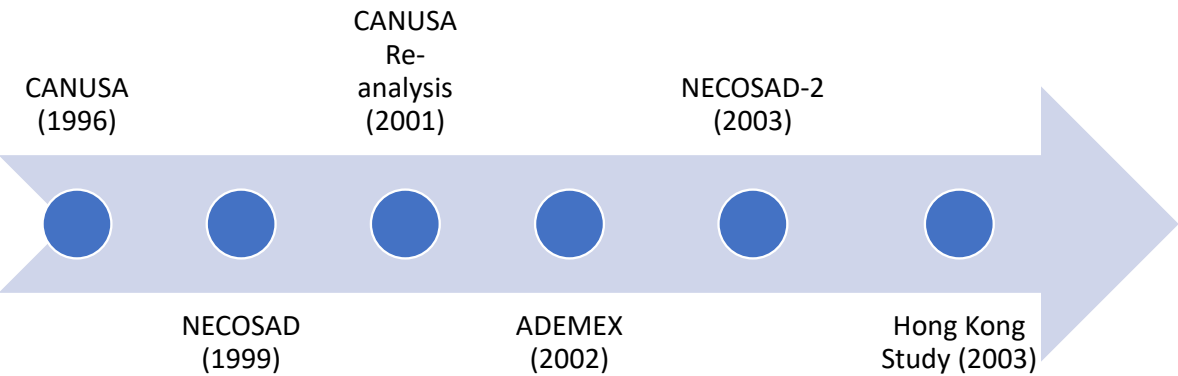 CANUSA
(1996)
NECOSAD
(1999)
CANUSA
Re-
analysis
(2001)
ADEMEX
(2002)
NECOSAD-2
(2003)
Hong Kong
Study (2003)